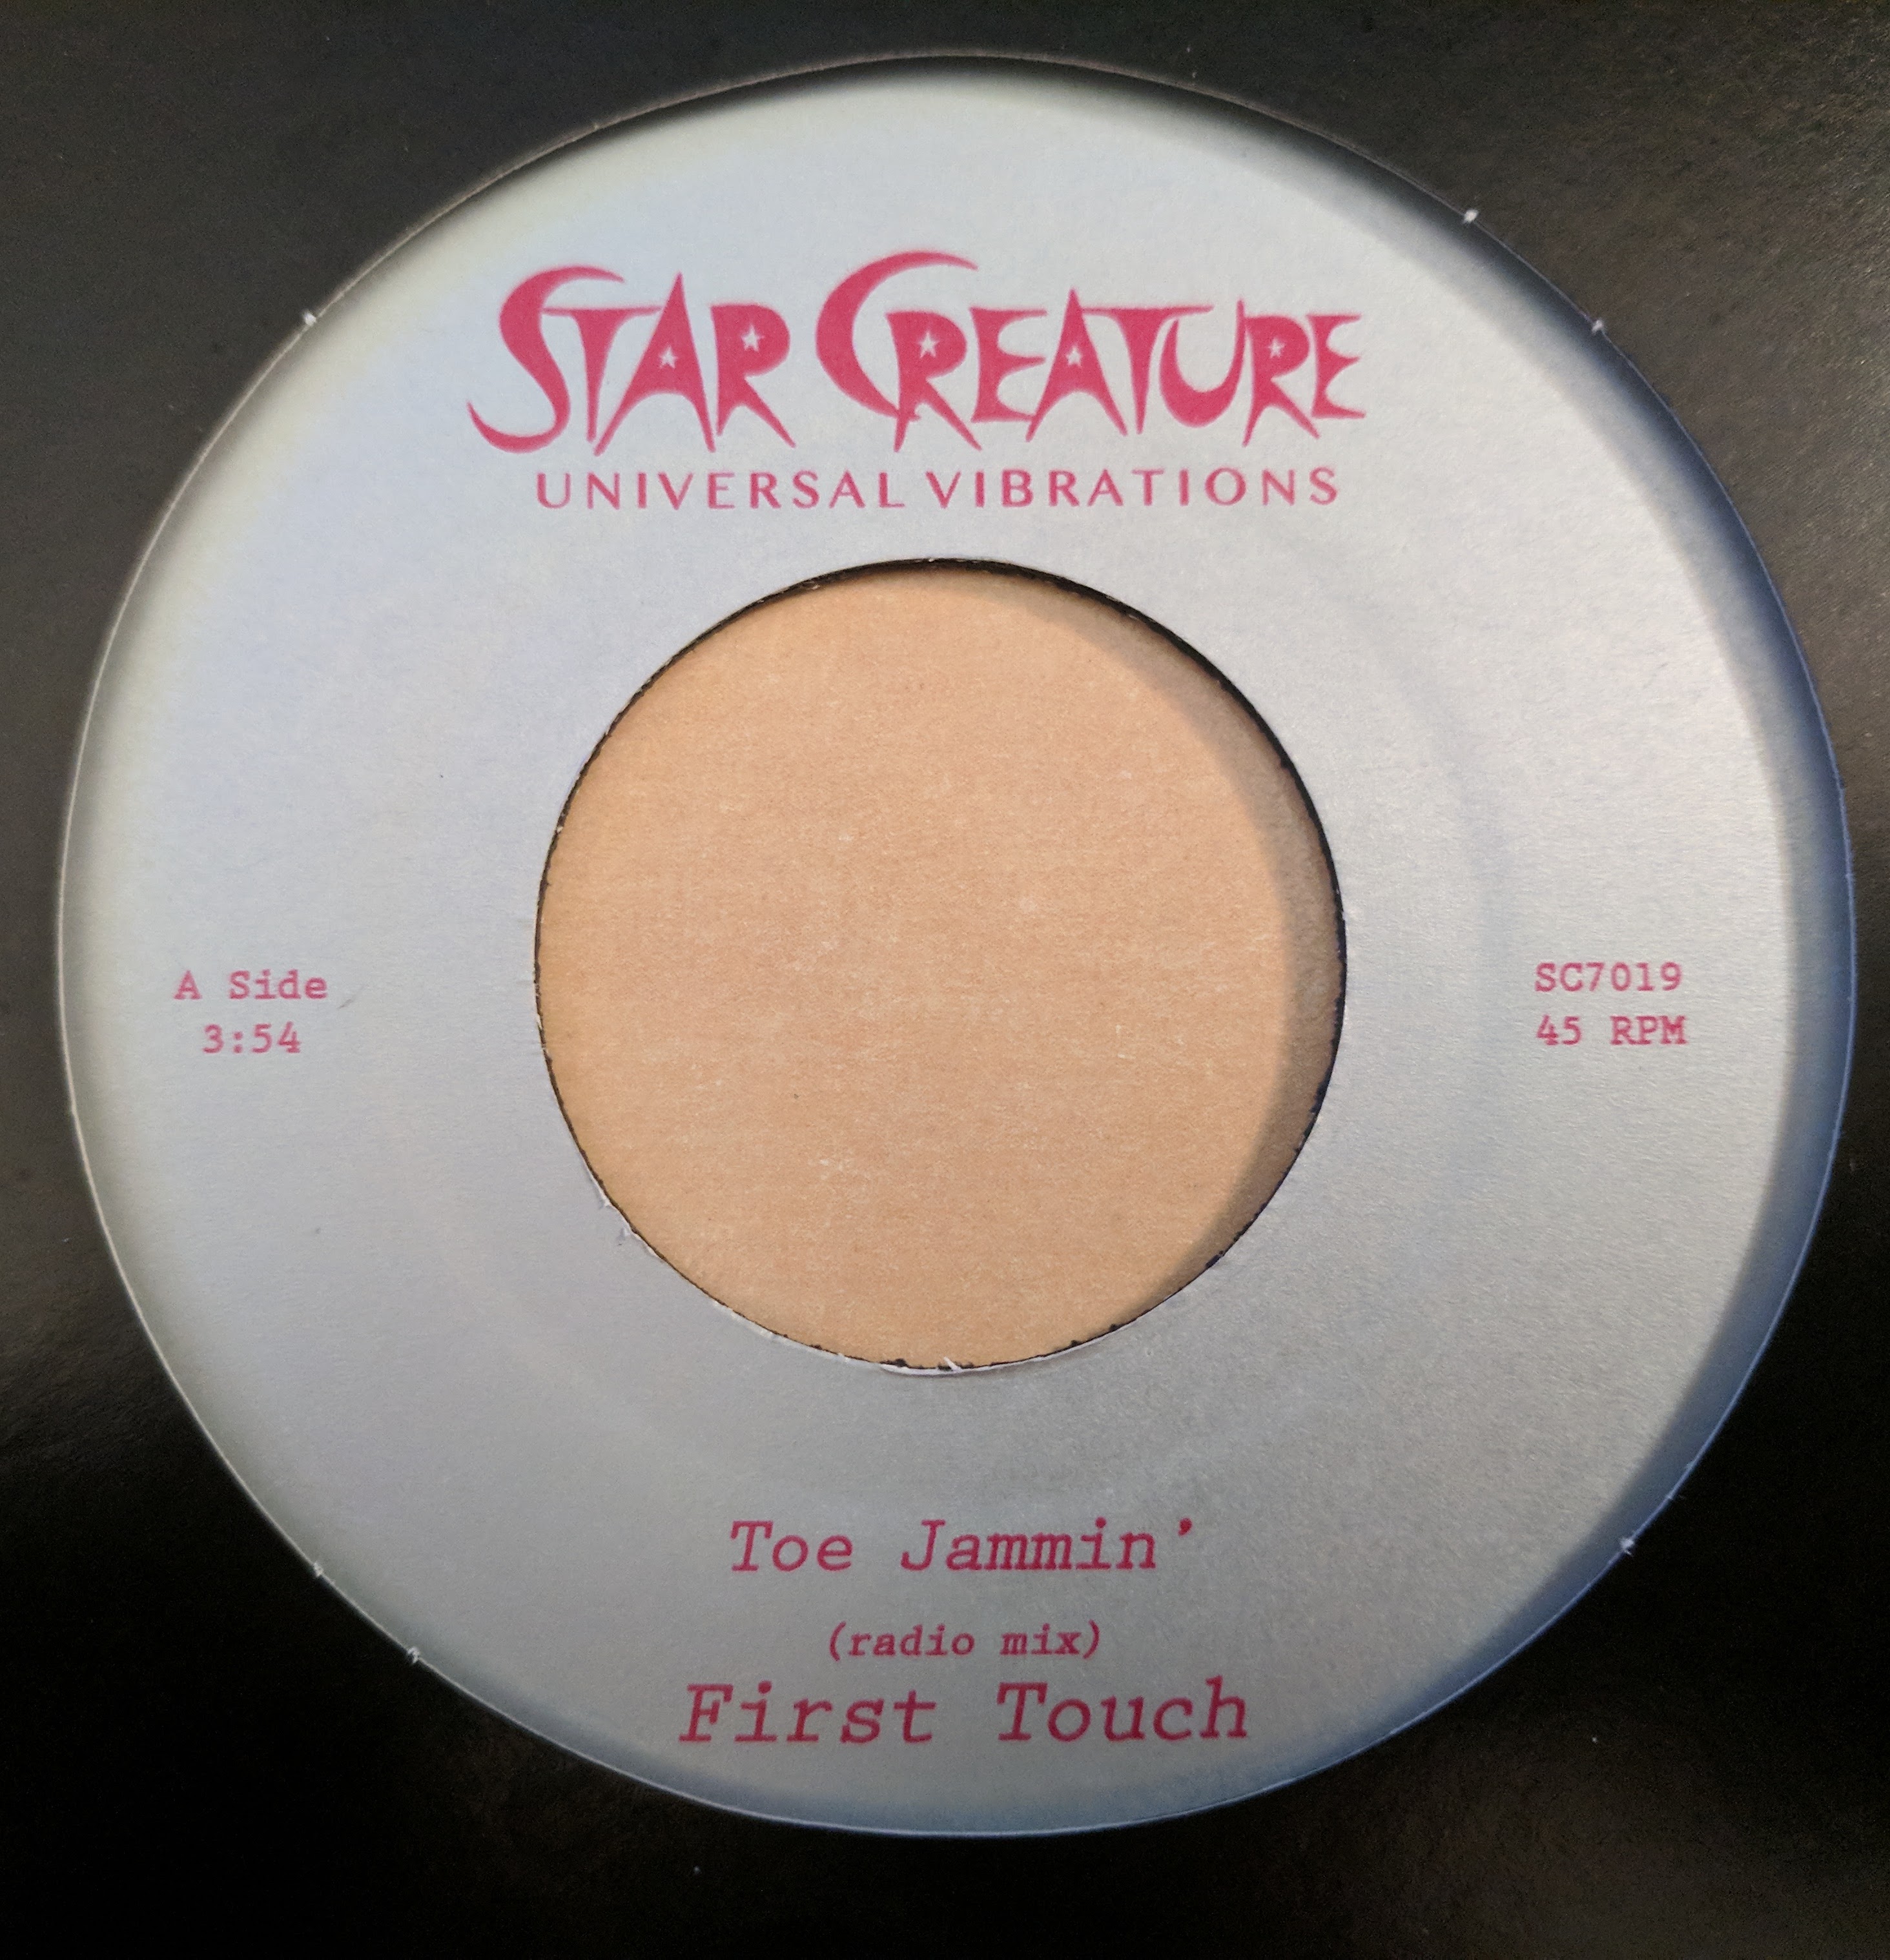 STAR CREATURE
UNIVERSAL VIBRATIONS
A Side
3:54
SC7019
45 RPM
Toe Jammin'
(radio mix)
First Touch